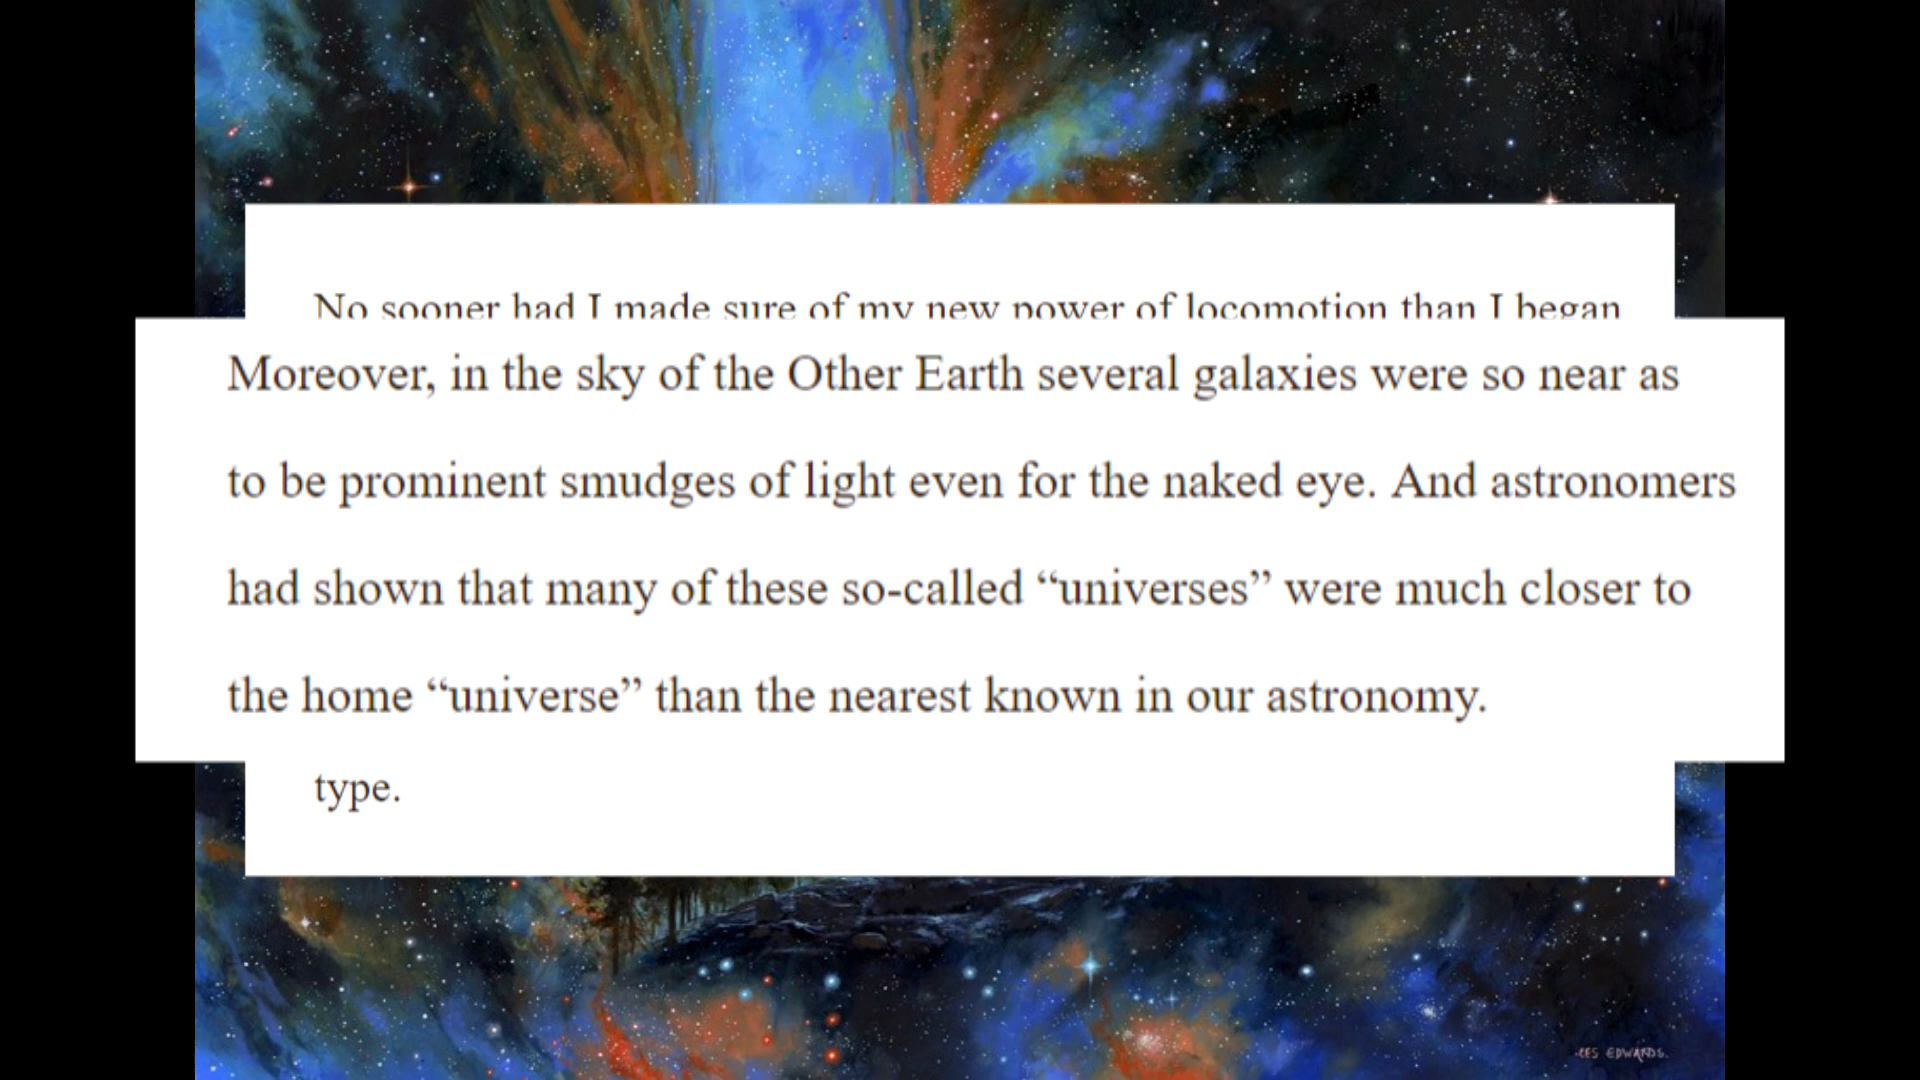 No sooner had I made sure of my new power of locomotion than I began
Moreover, in the sky of the Other Earth several galaxies were so near as
to be prominent smudges of light even for the naked eye. And astronomers
had shown that many of these so-called “universes” were much closer to
the home “universe” than the nearest known in our astronomy.
type.
LES EDWARDS.